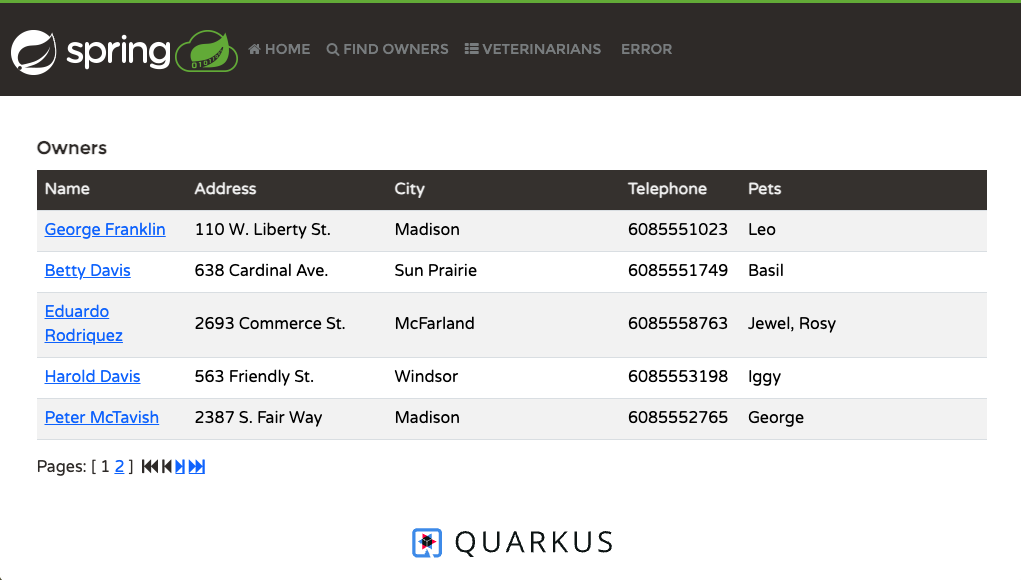 spring HOME FIND OWNERS VETERINARIANS ERROR
Owners
Name Address City Telephone Pets
George Franklin 110 W. Liberty St. Madison 6085551023 Leo
Betty Davis 638 Cardinal Ave. Sun Prairie 6085551749 Basil
Eduardo
Rodriquez 2693 Commerce St. McFarland 6085558763 Jewel, Rosy
Harold Davis 563 Friendly St. Windsor 6085553198 Iggy
Peter McTavish 2387 S. Fair Way Madison 6085552765 George
Pages: [ 1 2 ]
QUARKUS